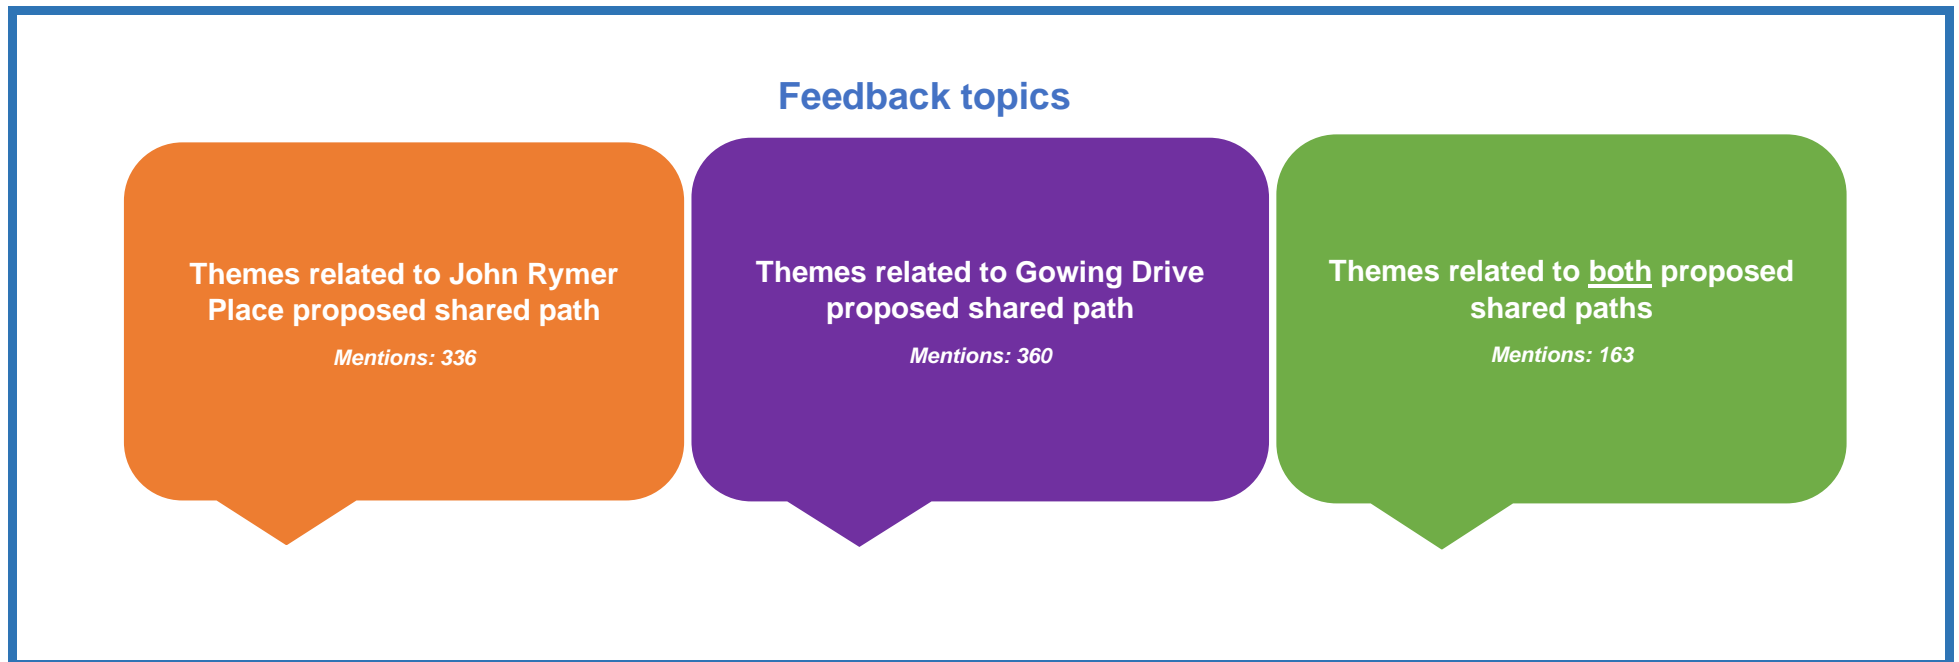 Feedback topics
Themes related to John Rymer
Place proposed shared path
Mentions: 336
Themes related to Gowing Drive
proposed shared path
Mentions: 360
Themes related to both proposed
shared paths
Mentions: 163